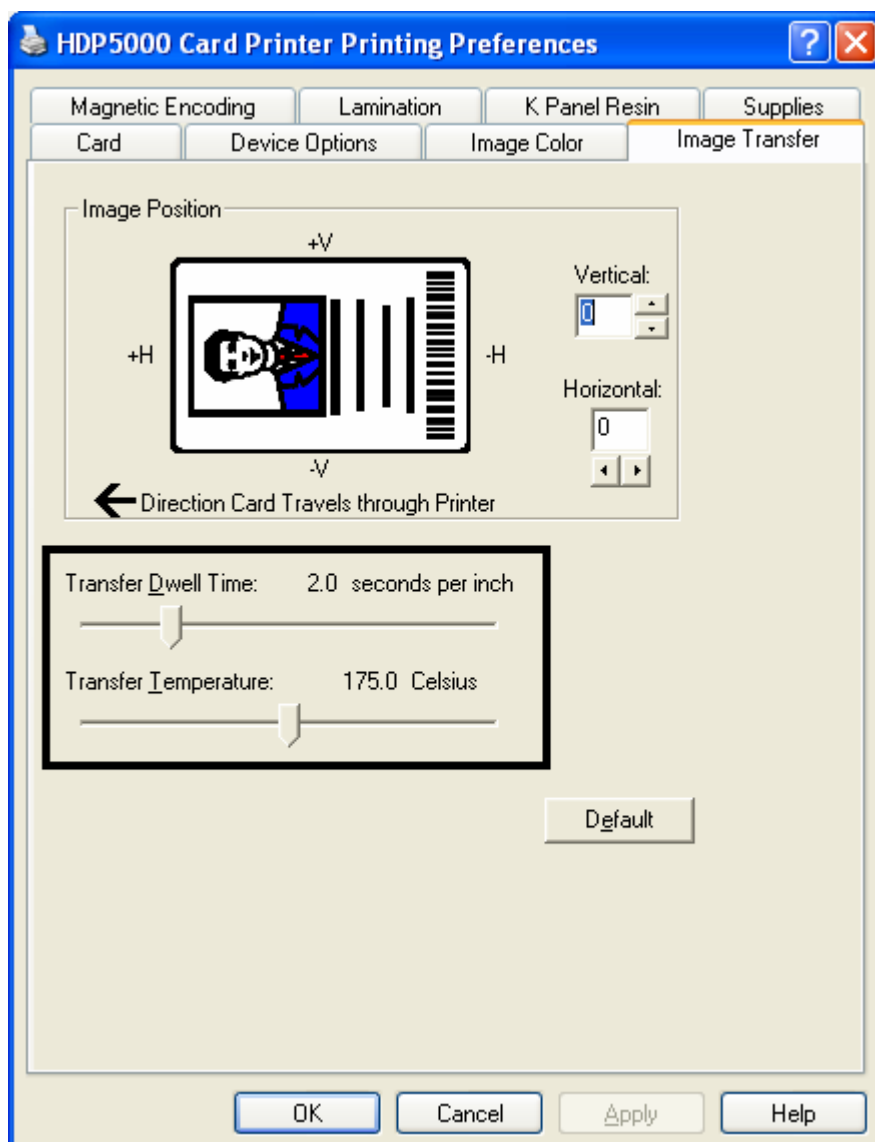 HDP5000 Card Printer Printing Preferences
Magnetic Encoding Lamination K Panel Resin Supplies
Card Device Options Image Color Image Transfer
Image Position
+V
Vertical:
0
+H -H
Horizontal:
0
-V
Direction Card Travels through Printer
Transfer Dwell Time: 2.0 seconds per inch
Transfer Temperature: 175.0 Celsius
Default
OK Cancel Apply Help